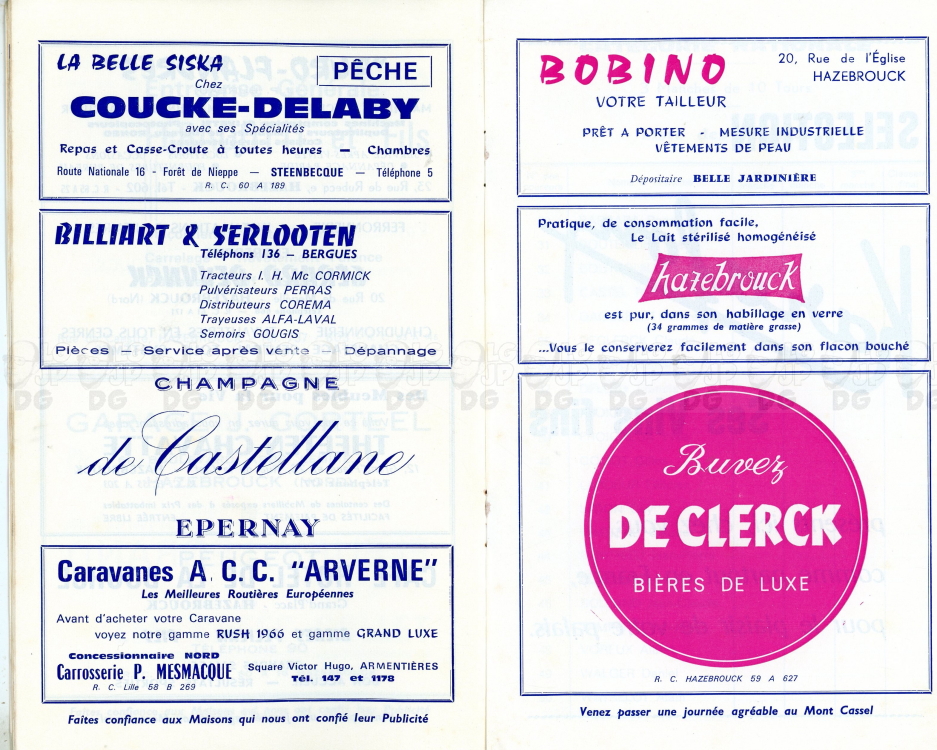 LA BELLE SISKA
PÊCHE
Chez
COUCKE-DELABY
avec ses Spécialités
Repas et Casse-Croute à toutes heures — Chambres
Route Nationale 16 - Forêt de Nieppe — STEENBECQUE — Téléphone 5
R. C. 60 A 189
BILLIART & SERLOOTEN
Téléphons 136 — BERGUES
Tracteurs I. H. Mc CORMICK
Pulvérisateurs PERRAS
Distributeurs COREMA
Trayeuses ALFA-LAVAL
Semoirs GOUGIS
Pièces — Service après vente — Dépannage
CHAMPAGNE
de Castellane
EPERNAY
Caravanes A. C. C. "ARVERNE"
Les Meilleures Routières Européennes
Avant d'acheter votre Caravane
voyez notre gamme RUSH 1966 et gamme GRAND LUXE
Concessionnaire NORD
Carrosserie P. MESMACQUE
R. C. Lille 58 B 269
Square Victor Hugo, ARMENTIÈRES
Tél. 147 et 1178
Faites confiance aux Maisons qui nous ont confié leur Publicité
BOBINO
20, Rue de l'Église
HAZEBROUCK
VOTRE TAILLEUR
PRÊT A PORTER - MESURE INDUSTRIELLE
VÊTEMENTS DE PEAU
Dépositaire BELLE JARDINIÈRE
Pratique, de consommation facile,
Le Lait stérilisé homogénéisé
hazebrouck
est pur, dans son habillage en verre
(34 grammes de matière grasse)
...Vous le conserverez facilement dans son flacon bouché
Buvez
DE CLERCK
BIÈRES DE LUXE
R. C. HAZEBROUCK 59 A 627
Venez passer une journée agréable au Mont Cassel